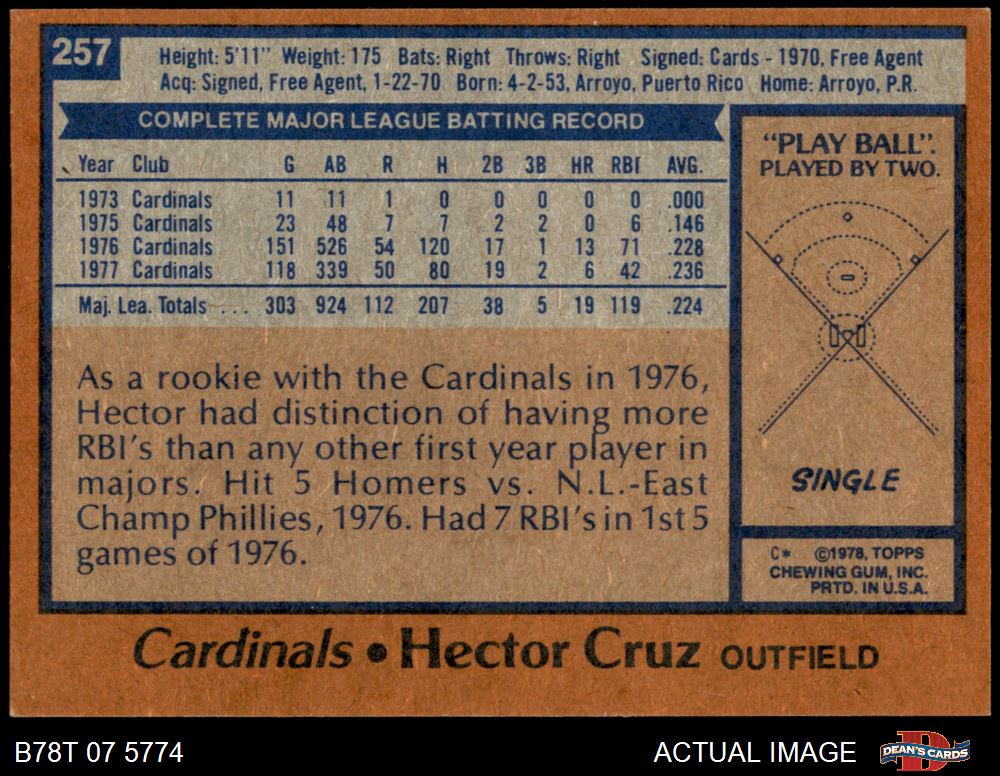 257
Height: 5'11" Weight: 175 Bats: Right Throws: Right Signed: Cards - 1970, Free Agent
Acq: Signed, Free Agent, 1-22-70 Born: 4-2-53, Arroyo, Puerto Rico Home: Arroyo, P.R.
COMPLETE MAJOR LEAGUE BATTING RECORD
Year Club G AB R H 2B 3B HR RBI AVG.
1973 Cardinals 11 11 1 0 0 0 0 0 .000
1975 Cardinals 23 48 7 7 2 2 0 6 .146
1976 Cardinals 151 526 54 120 17 1 13 71 .228
1977 Cardinals 118 339 50 80 19 2 6 42 .236
Maj. Lea. Totals . . . 303 924 112 207 38 5 19 119 .224
As a rookie with the Cardinals in 1976,
Hector had distinction of having more
RBI's than any other first year player in
majors. Hit 5 Homers vs. N.L.-East
Champ Phillies, 1976. Had 7 RBI's in 1st 5
games of 1976.
"PLAY BALL".
PLAYED BY TWO.
SINGLE
C* ©1978, TOPPS
CHEWING GUM, INC.
PRTD. IN U.S.A.
Cardinals • Hector Cruz OUTFIELD
B78T 07 5774
ACTUAL IMAGE
DEAN'S CARDS